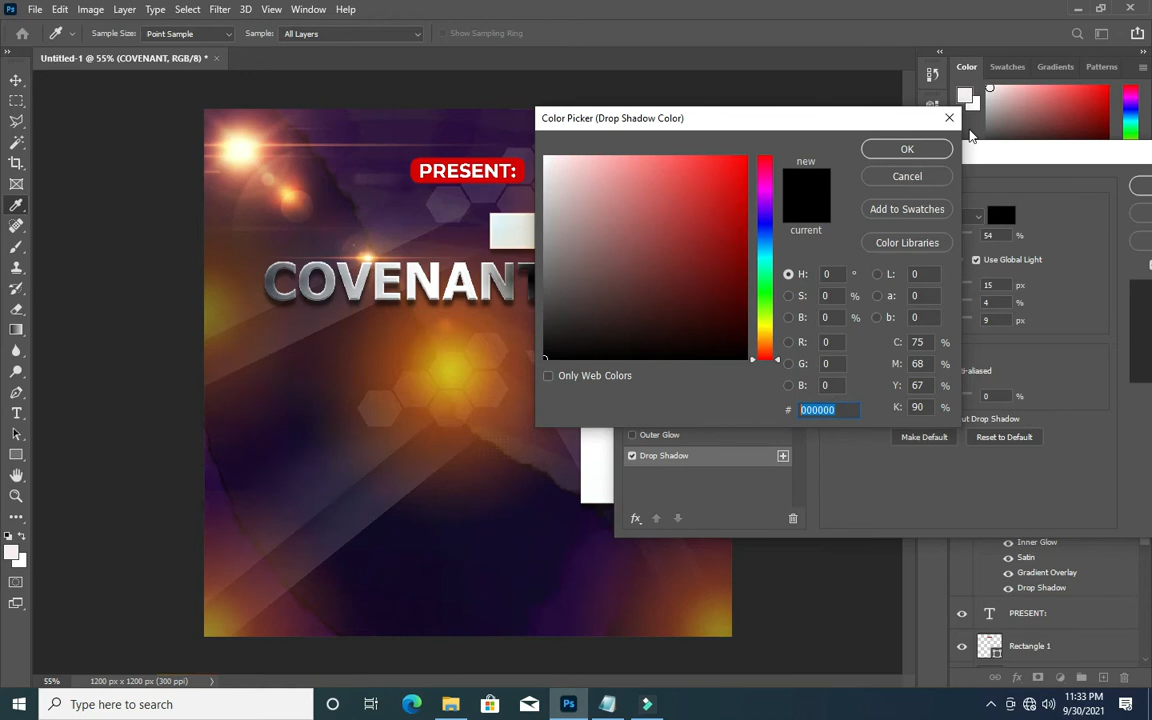 Ps File Edit Image Layer Type Select Filter 3D View Window Help
Sample Size: Point Sample Sample: All Layers Show Sampling Ring
Untitled-1 @ 55% (COVENANT, RGB/8) * ×
Color Swatches Gradients Patterns
Color Picker (Drop Shadow Color)
OK
new
Cancel
current
Add to Swatches
Color Libraries
H: 0 ° L: 0
S: 0 % a: 0
B: 0 % b: 0
R: 0 C: 75 %
G: 0 M: 68 %
B: 0 Y: 67 %
# 000000 K: 90 %
Only Web Colors
PRESENT:
COVENANT
54 %
Use Global Light
15 px
4 %
9 px
0 %
Make Default Reset to Default
Outer Glow
Drop Shadow
fx
Inner Glow
Satin
Gradient Overlay
Drop Shadow
T PRESENT:
Rectangle 1
fx
55% 1200 px x 1200 px (300 ppi)
Type here to search
Ps
11:33 PM
9/30/2021